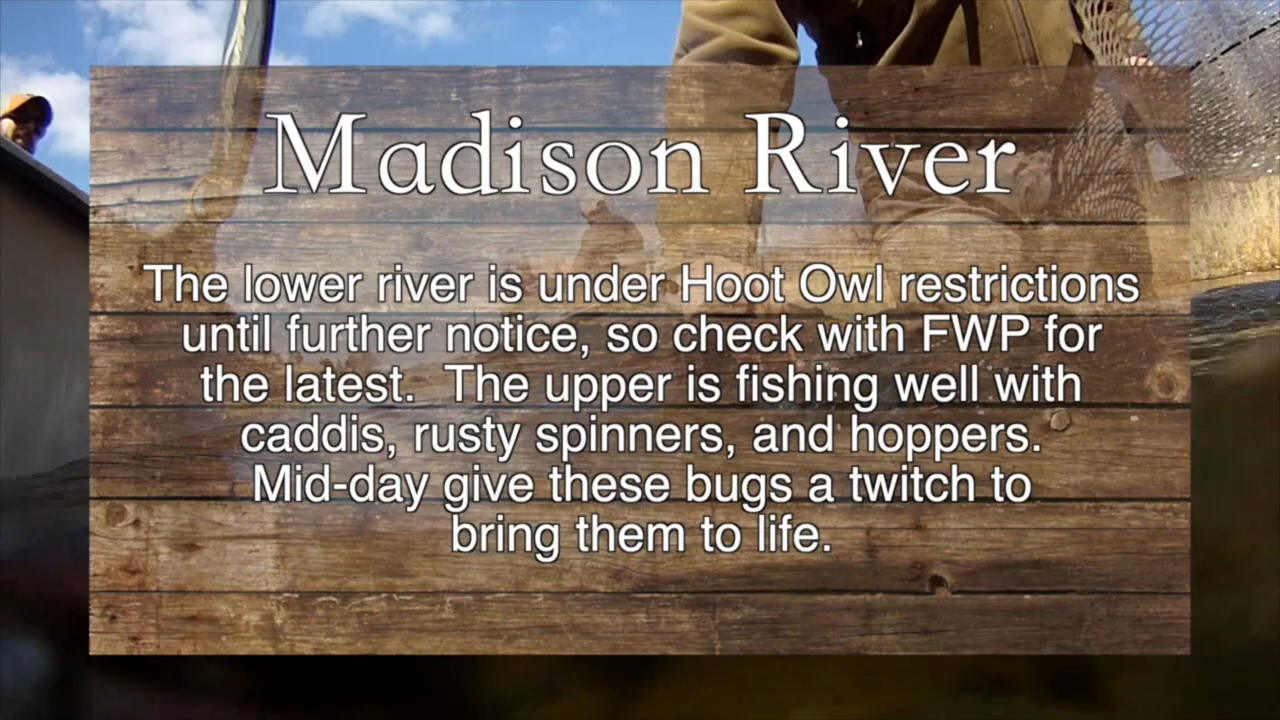 Madison River
The lower river is under Hoot Owl restrictions
until further notice, so check with FWP for
the latest.  The upper is fishing well with
caddis, rusty spinners, and hoppers.
Mid-day give these bugs a twitch to
bring them to life.